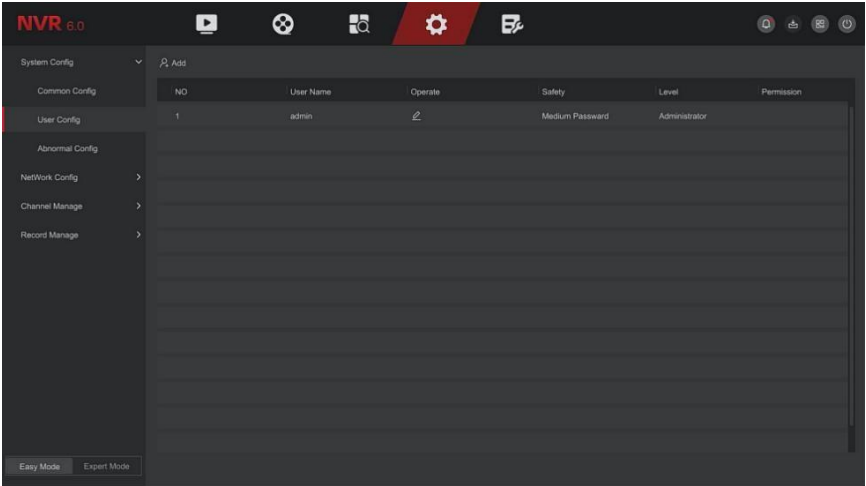 NVR 6.0
System Config
Add
Common Config
NO User Name Operate Safety Level Permission
User Config
1 admin Medium Passward Administrator
Abnormal Config
NetWork Config
Channel Manage
Record Manage
Easy Mode Expert Mode